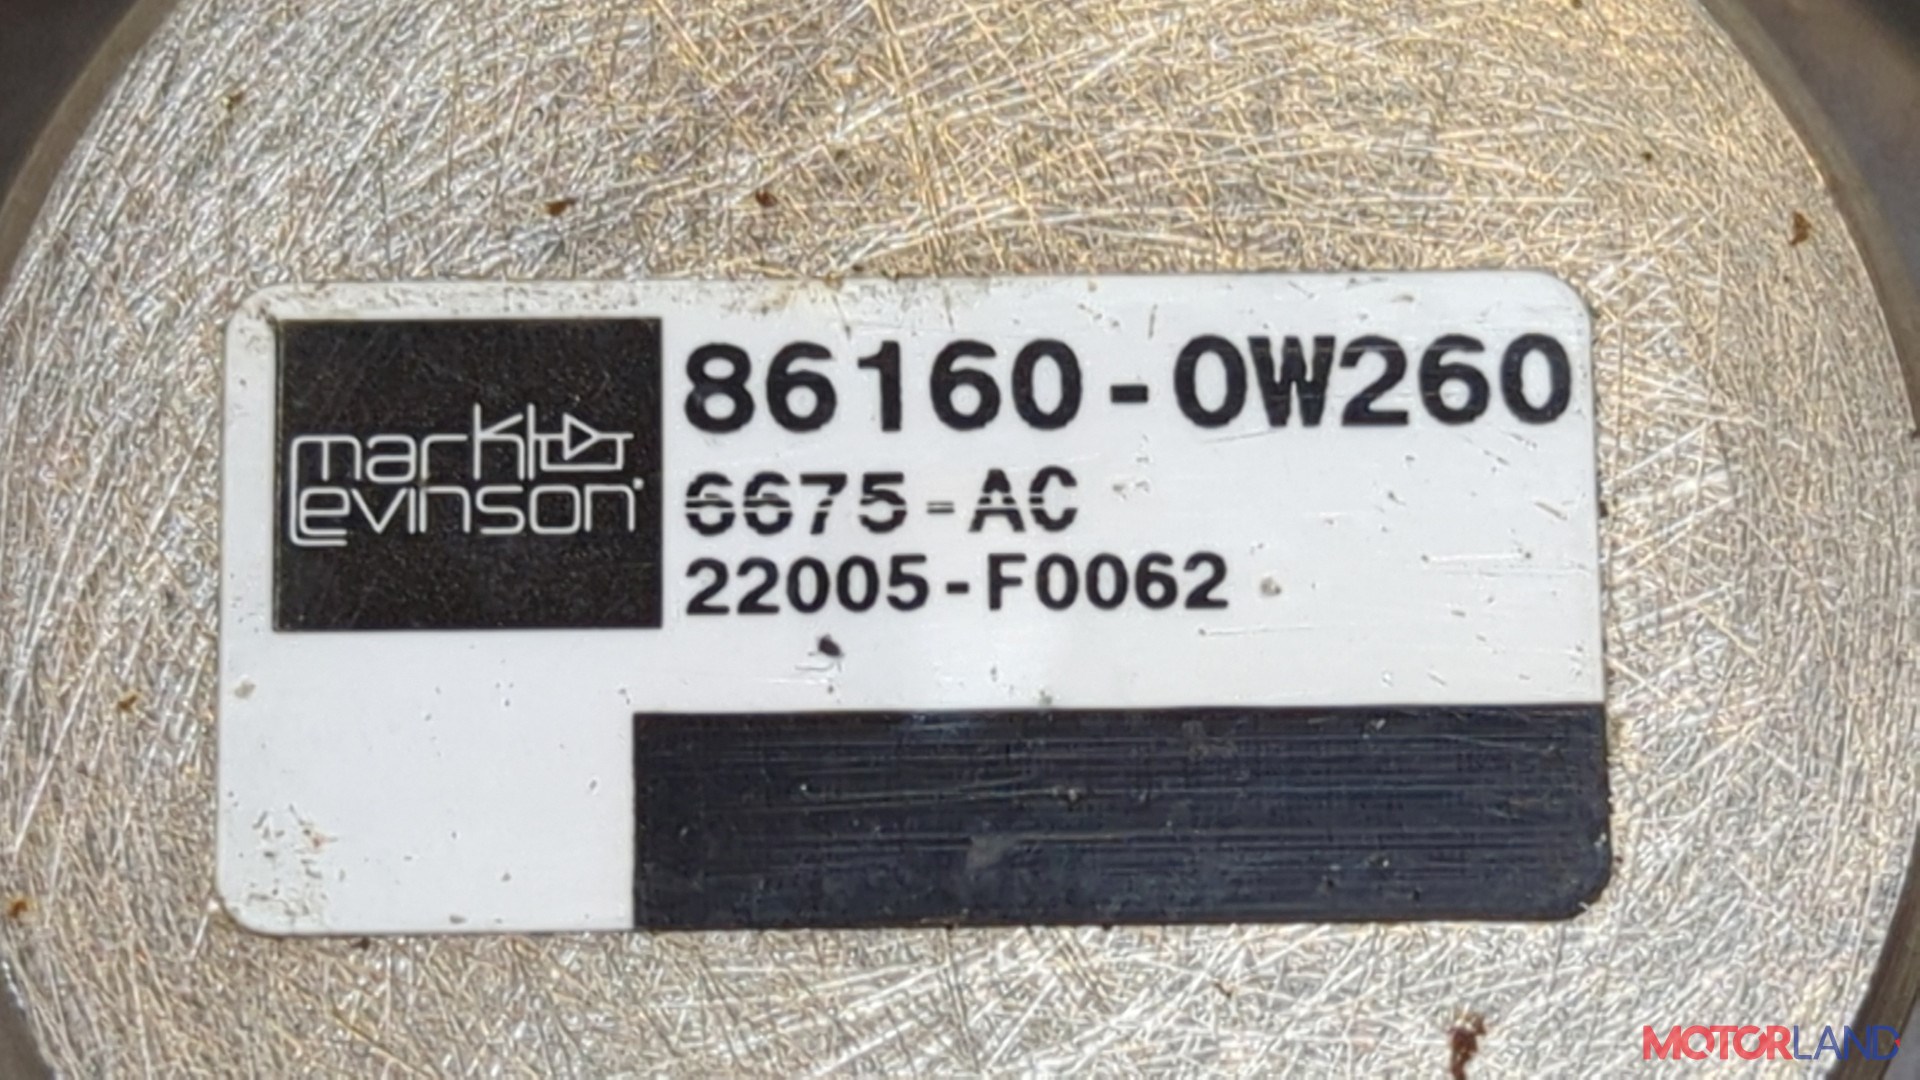 mark
Levinson
86160-0W260
6675-AC
22005-F0062
MOTORLAND